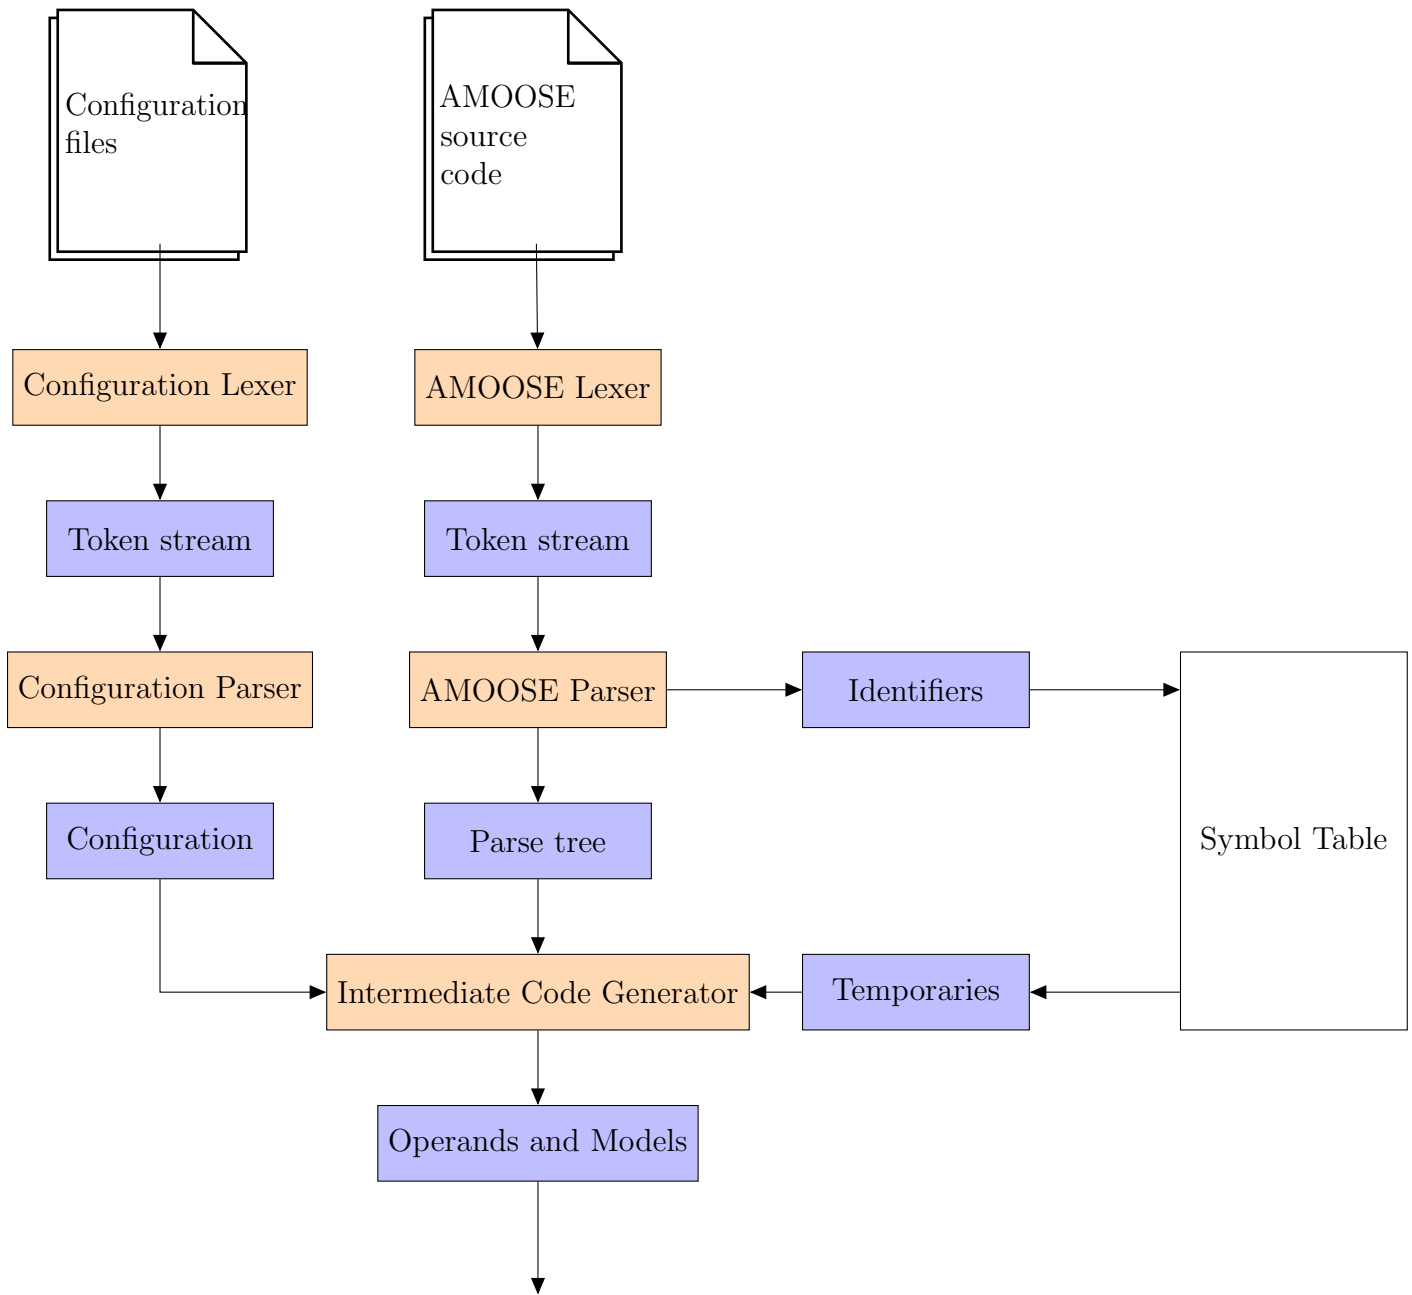 Configuration
files
AMOOSE
source
code
Configuration Lexer
AMOOSE Lexer
Token stream
Token stream
Configuration Parser
AMOOSE Parser
Identifiers
Configuration
Parse tree
Symbol Table
Intermediate Code Generator
Temporaries
Operands and Models